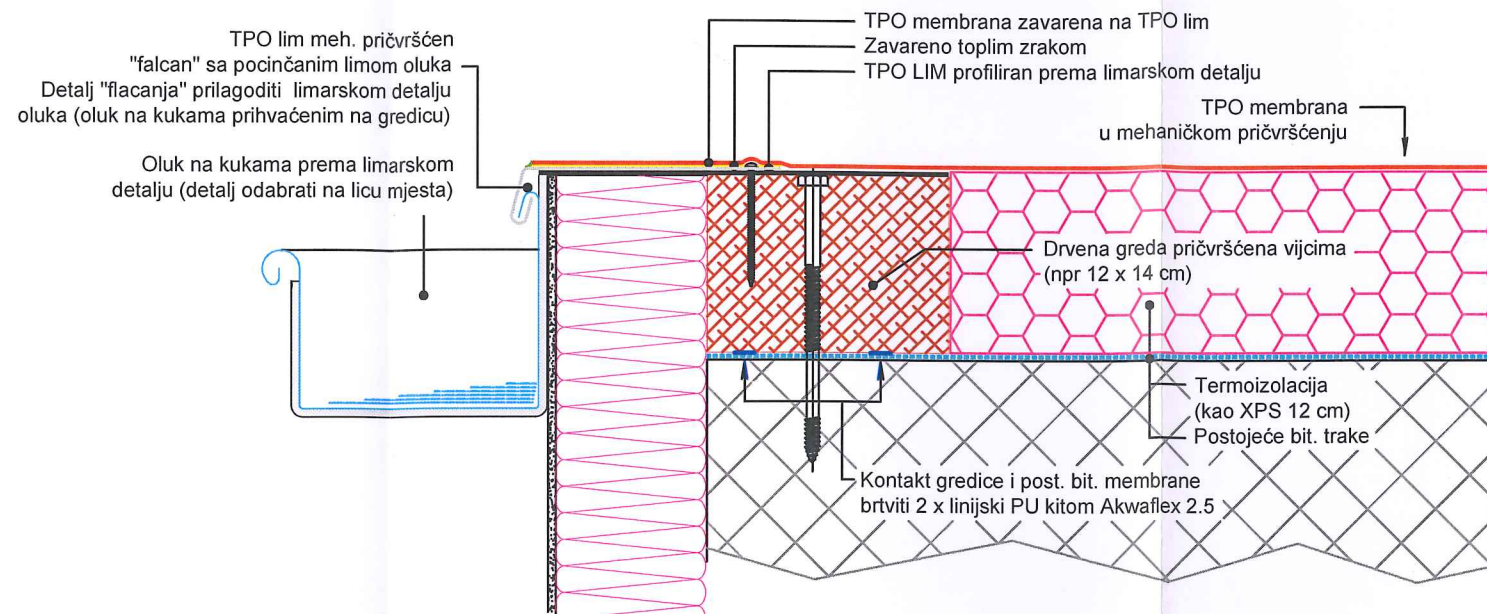 TPO lim meh. pričvršćen
"falcan" sa pocinčanim limom oluka
Detalj "flacanja" prilagoditi limarskom detalju
oluka (oluk na kukama prihvaćenim na gredicu)
Oluk na kukama prema limarskom
detalju (detalj odabrati na licu mjesta)
TPO membrana zavarena na TPO lim
Zavareno toplim zrakom
TPO LIM profiliran prema limarskom detalju
TPO membrana
u mehaničkom pričvršćenju
Drvena greda pričvršćena vijcima
(npr 12 x 14 cm)
Termoizolacija
(kao XPS 12 cm)
Postojeće bit. trake
Kontakt gredice i post. bit. membrane
brtviti 2 x linijski PU kitom Akwaflex 2.5